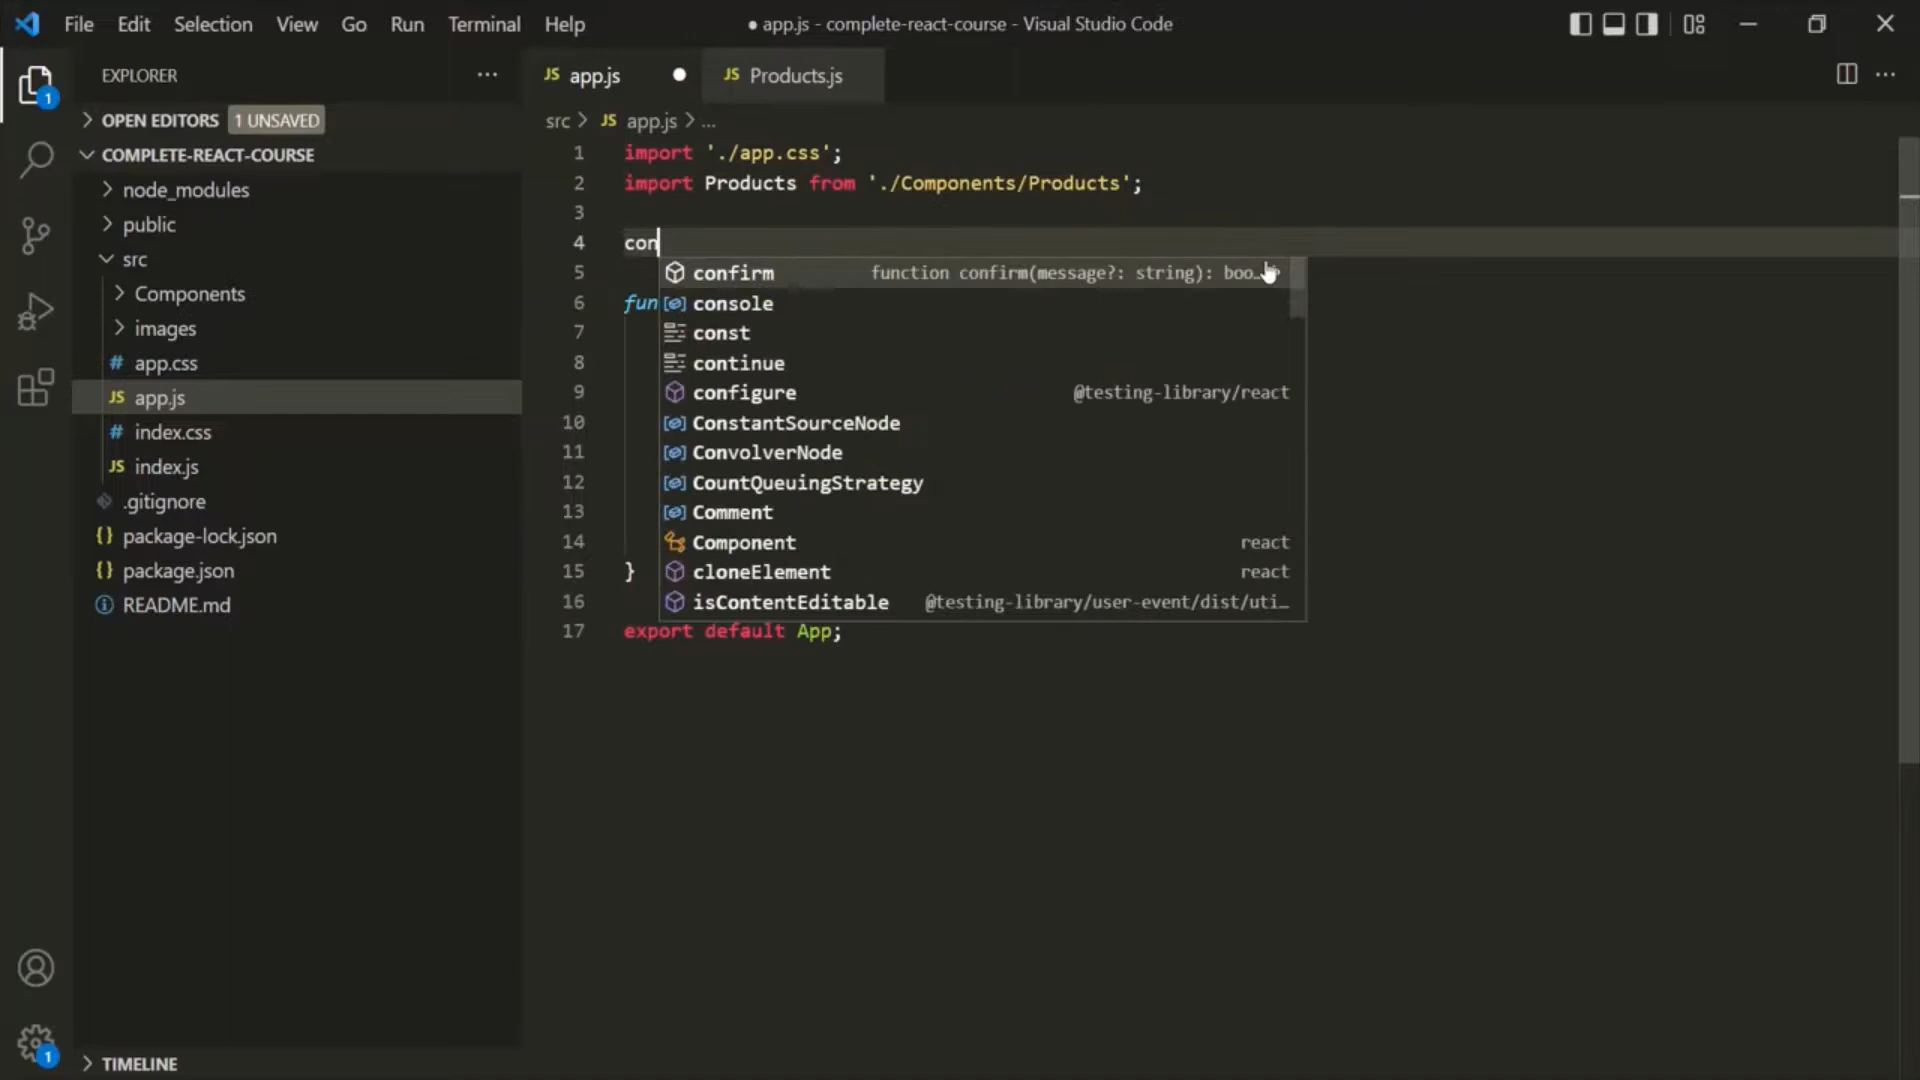 File Edit Selection View Go Run Terminal Help
● app.js - complete-react-course - Visual Studio Code
1
EXPLORER
OPEN EDITORS 1 UNSAVED
COMPLETE-REACT-COURSE
node_modules
public
src
Components
images
# app.css
JS app.js
# index.css
JS index.js
.gitignore
{} package-lock.json
{} package.json
README.md
TIMELINE
1
JS app.js
JS Products.js
src > JS app.js > ...
1 import './app.css';
2 import Products from './Components/Products';
3
4 con
5
6 fun
7
8
9
10
11
12
13
14
15 }
16
17 export default App;
confirm function confirm(message?: string): boo…
console
const
continue
configure @testing-library/react
ConstantSourceNode
ConvolverNode
CountQueuingStrategy
Comment
Component react
cloneElement react
isContentEditable @testing-library/user-event/dist/uti…